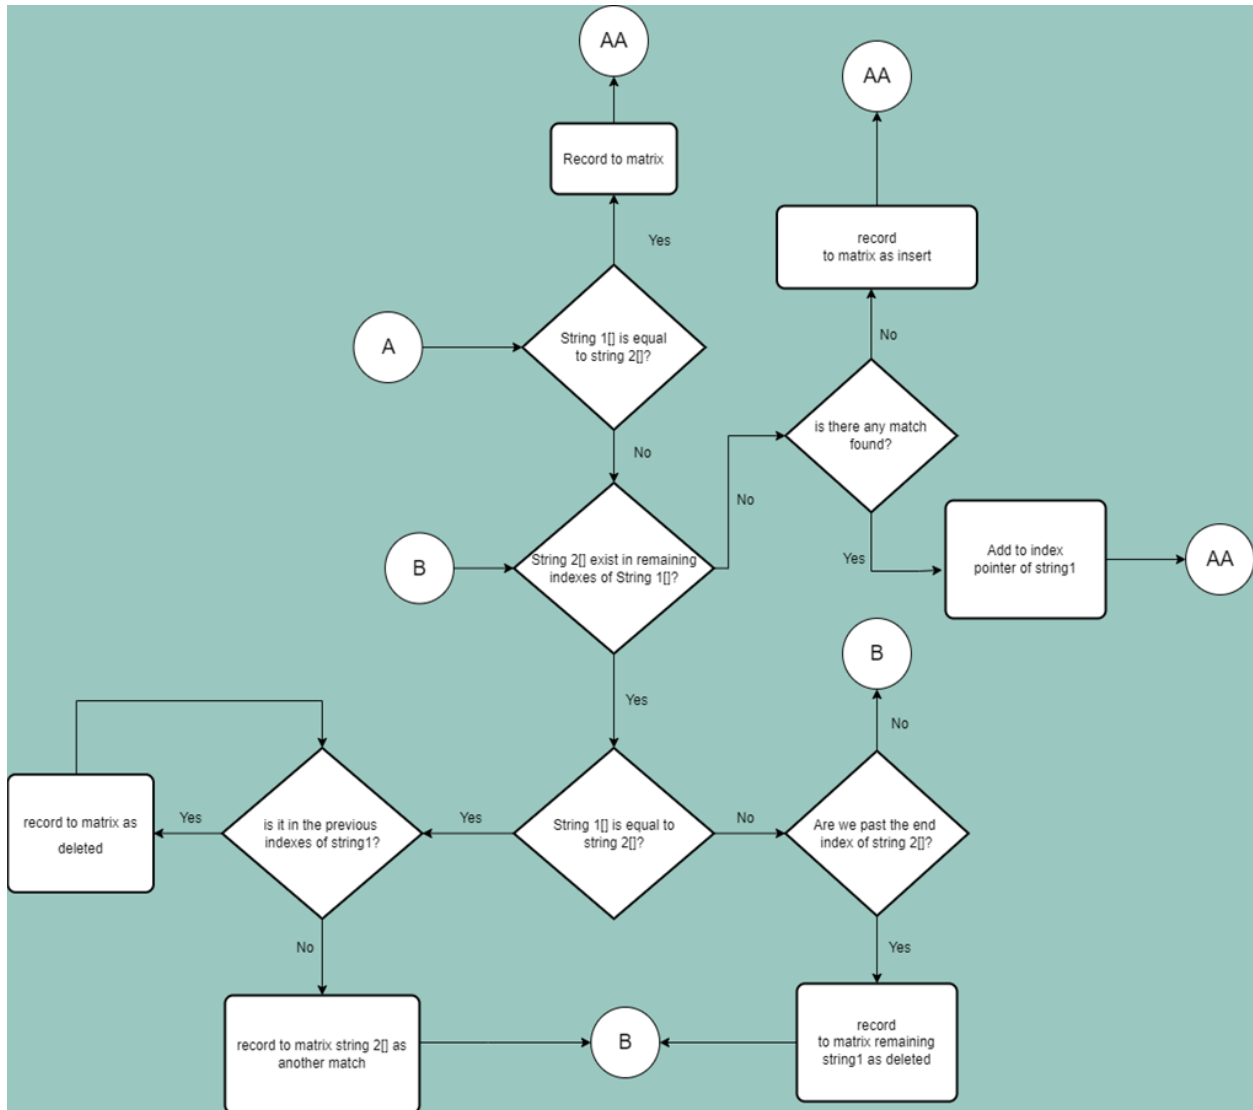 AA
AA
Record to matrix
record
to matrix as insert
Yes
No
A
String 1[] is equal
to string 2[]?
is there any match
found?
No
No
Yes
B
String 2[] exist in remaining
indexes of String 1[]?
Add to index
pointer of string1
AA
B
Yes
No
record to matrix as
deleted
Yes
is it in the previous
indexes of string1?
Yes
String 1[] is equal to
string 2[]?
No
Are we past the end
index of string 2[]?
No
Yes
record to matrix string 2[] as
another match
B
record
to matrix remaining
string1 as deleted